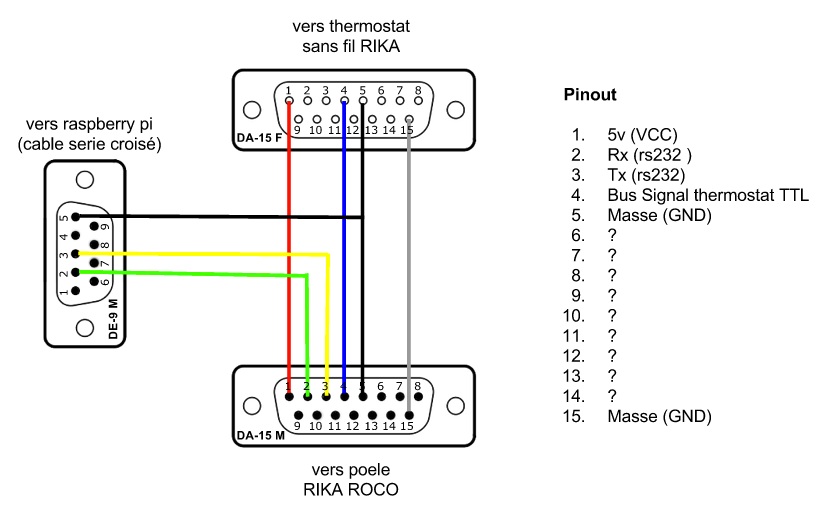 vers thermostat
sans fil RIKA
1 2 3 4 5 6 7 8
9 10 11 12 13 14 15
DA-15 F
vers raspberry pi
(cable serie croisé)
5 4 3 2 1
9 8 7 6
DE-9 M
1 2 3 4 5 6 7 8
9 10 11 12 13 14 15
DA-15 M
vers poele
RIKA ROCO
Pinout
1. 5v (VCC)
2. Rx (rs232 )
3. Tx (rs232)
4. Bus Signal thermostat TTL
5. Masse (GND)
6. ?
7. ?
8. ?
9. ?
10. ?
11. ?
12. ?
13. ?
14. ?
15. Masse (GND)